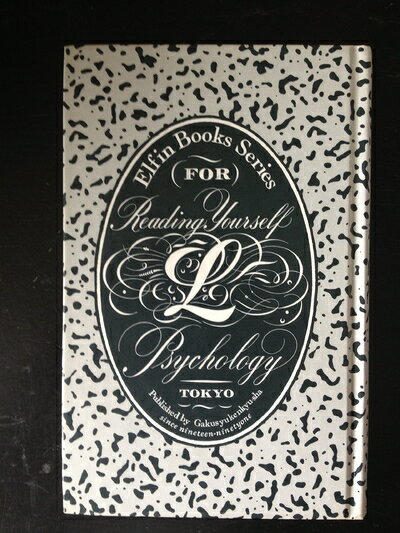 Elfin Books Series
FOR
Reading Yourself
L
Psychology
TOKYO
Published by Gakusyukenkyusha
since nineteen-ninetyone